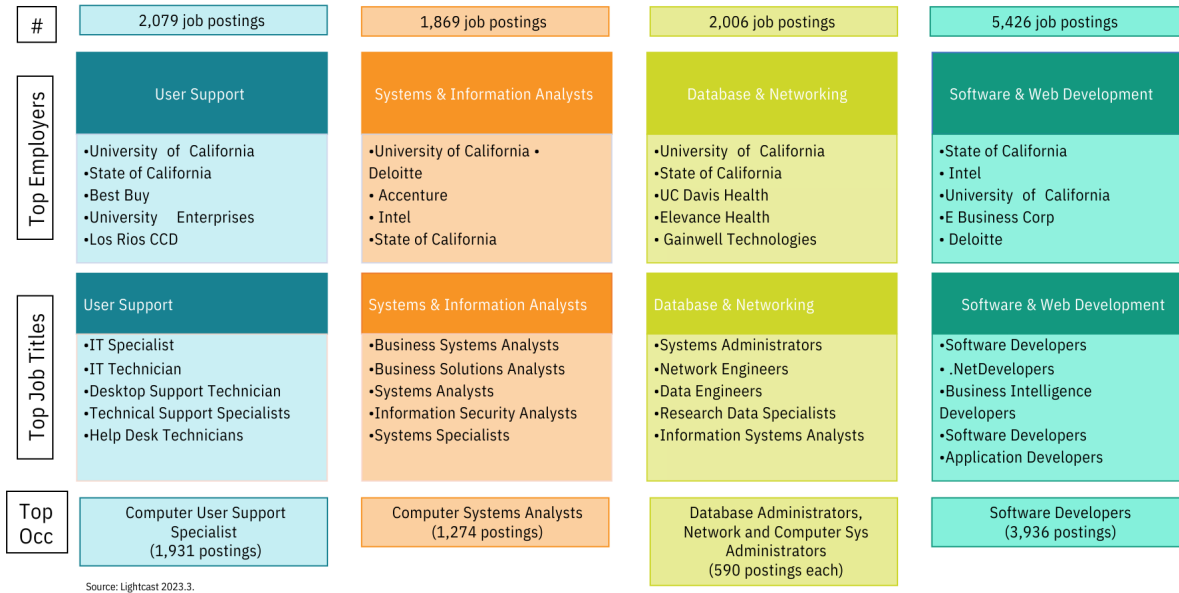 #
2,079 job postings
1,869 job postings
2,006 job postings
5,426 job postings
Top Employers
User Support
•University of California
•State of California
•Best Buy
•University Enterprises
•Los Rios CCD
Systems & Information Analysts
•University of California •
Deloitte
• Accenture
• Intel
•State of California
Database & Networking
•University of California
•State of California
•UC Davis Health
•Elevance Health
• Gainwell Technologies
Software & Web Development
•State of California
• Intel
•University of California
•E Business Corp
• Deloitte
Top Job Titles
User Support
•IT Specialist
•IT Technician
•Desktop Support Technician
•Technical Support Specialists
•Help Desk Technicians
Systems & Information Analysts
•Business Systems Analysts
•Business Solutions Analysts
•Systems Analysts
•Information Security Analysts
•Systems Specialists
Database & Networking
•Systems Administrators
•Network Engineers
•Data Engineers
•Research Data Specialists
•Information Systems Analysts
Software & Web Development
•Software Developers
• .NetDevelopers
•Business Intelligence
Developers
•Software Developers
•Application Developers
Top
Occ
Computer User Support
Specialist
(1,931 postings)
Computer Systems Analysts
(1,274 postings)
Database Administrators,
Network and Computer Sys
Administrators
(590 postings each)
Software Developers
(3,936 postings)
Source: Lightcast 2023.3.